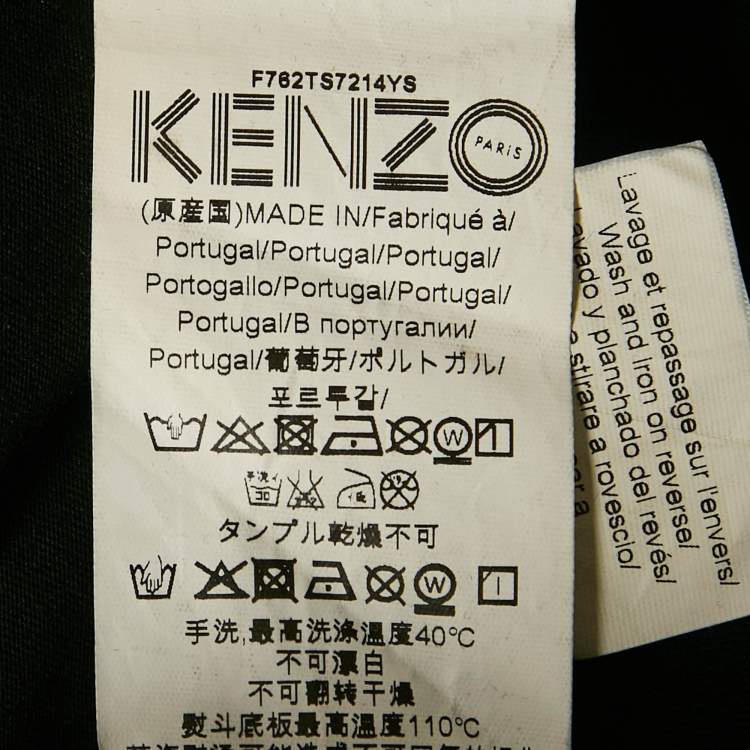 F762TS7214YS
KENZO
PARiS
(原産国)MADE IN/Fabriqué à/
Portugal/Portugal/Portugal/
Portogallo/Portugal/Portugal/
Portugal/В португалии/
Portugal/葡萄牙/ポルトガル/
포르투갈/
W
タンブル乾燥不可
W
手洗,最高洗涤溫度40℃
不可漂白
不可翻转干燥
熨斗底板最高溫度110℃
Lavage et repassage sur l'envers/
Wash and iron on reverse/
Lavado y planchado del revés/
stirare a rovescio/